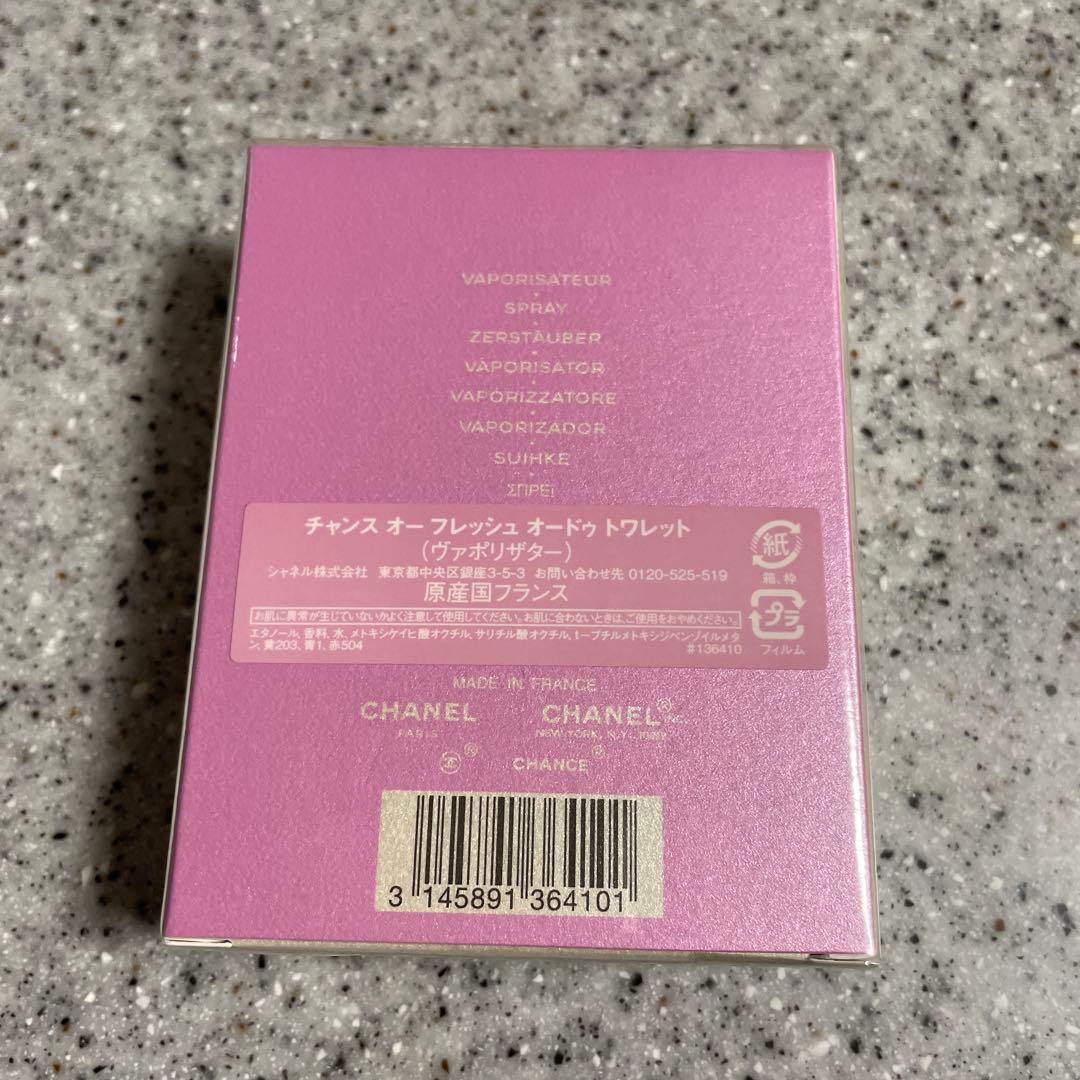 VAPORISATEUR
SPRAY
ZERSTÄUBER
VAPORISATOR
VAPORIZZATORE
VAPORIZADOR
SUIHKE
ΣΠΡΕΪ
チャンス オー フレッシュ オードゥ トワレット
(ヴァポリザター)
シャネル株式会社 東京都中央区銀座3-5-3 お問い合わせ先 0120-525-519
原産国フランス
お肌に異常が生じていないかよく注意して使用してください。お肌に合わないときは、ご使用をおやめください。
エタノール、香料、水、メトキシケイヒ酸オクチル、サリチル酸オクチル、t-ブチルメトキシジベンゾイルメタ
ン、黄203、青1、赤504 #136410
紙
箱、枠
プラ
フィルム
MADE IN FRANCE
CHANEL CHANEL® INC.
PARIS NEW YORK, N.Y.
® CHANCE®
3 145891 364101